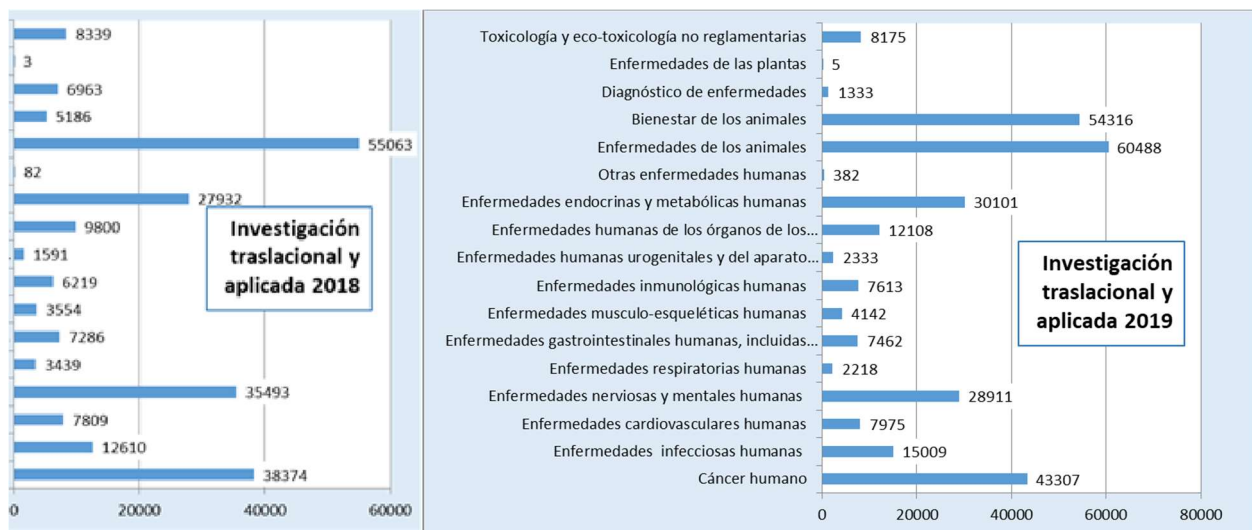 8339
3
6963
5186
55063
82
27932
9800
1591
6219
3554
7286
3439
35493
7809
12610
38374
Investigación
traslacional y
aplicada 2018
0 20000 40000 60000
Toxicología y eco-toxicología no reglamentarias 8175
Enfermedades de las plantas 5
Diagnóstico de enfermedades 1333
Bienestar de los animales 54316
Enfermedades de los animales 60488
Otras enfermedades humanas 382
Enfermedades endocrinas y metabólicas humanas 30101
Enfermedades humanas de los órganos de los... 12108
Enfermedades humanas urogenitales y del aparato... 2333
Enfermedades inmunológicas humanas 7613
Enfermedades musculo-esqueléticas humanas 4142
Enfermedades gastrointestinales humanas, incluidas... 7462
Enfermedades respiratorias humanas 2218
Enfermedades nerviosas y mentales humanas 28911
Enfermedades cardiovasculares humanas 7975
Enfermedades infecciosas humanas 15009
Cáncer humano 43307
Investigación
traslacional y
aplicada 2019
0 20000 40000 60000 80000